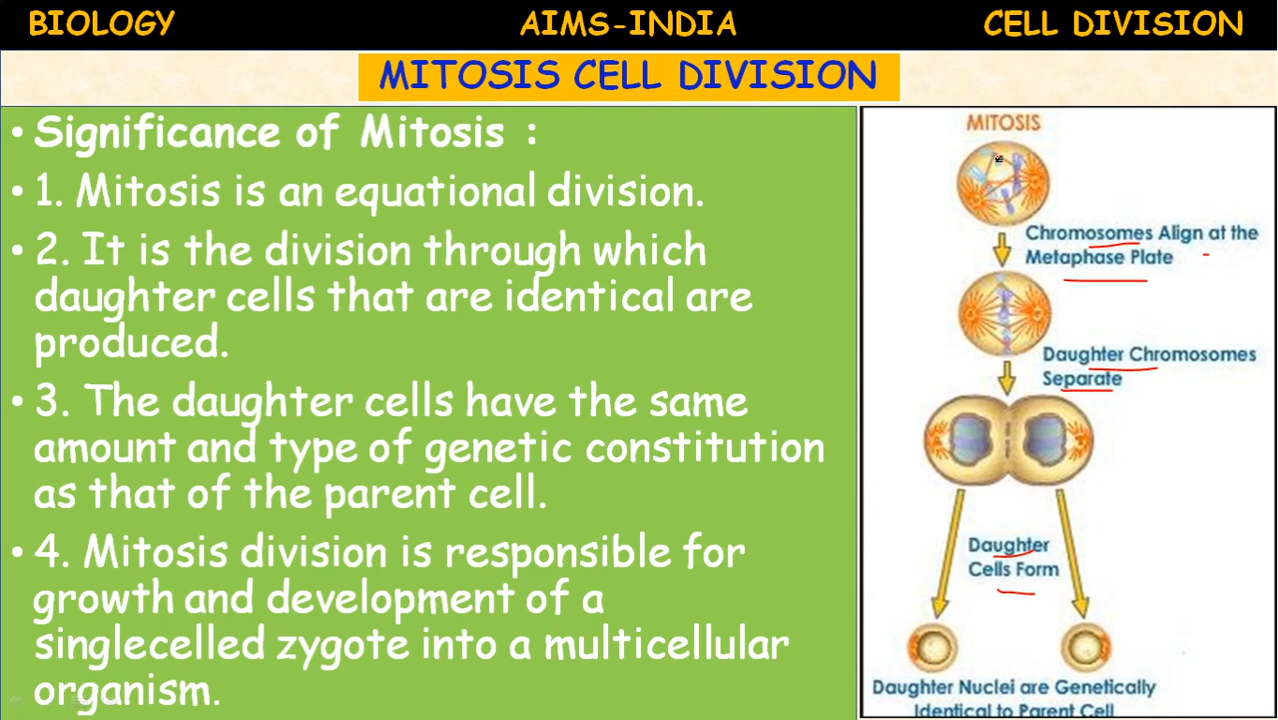 BIOLOGY AIMS-INDIA CELL DIVISION
MITOSIS CELL DIVISION
• Significance of Mitosis :
• 1. Mitosis is an equational division.
• 2. It is the division through which
daughter cells that are identical are
produced.
• 3. The daughter cells have the same
amount and type of genetic constitution
as that of the parent cell.
• 4. Mitosis division is responsible for
growth and development of a
singlecelled zygote into a multicellular
organism.
MITOSIS
Chromosomes Align at the
Metaphase Plate
Daughter Chromosomes
Separate
Daughter
Cells Form
Daughter Nuclei are Genetically
Identical to Parent Cell